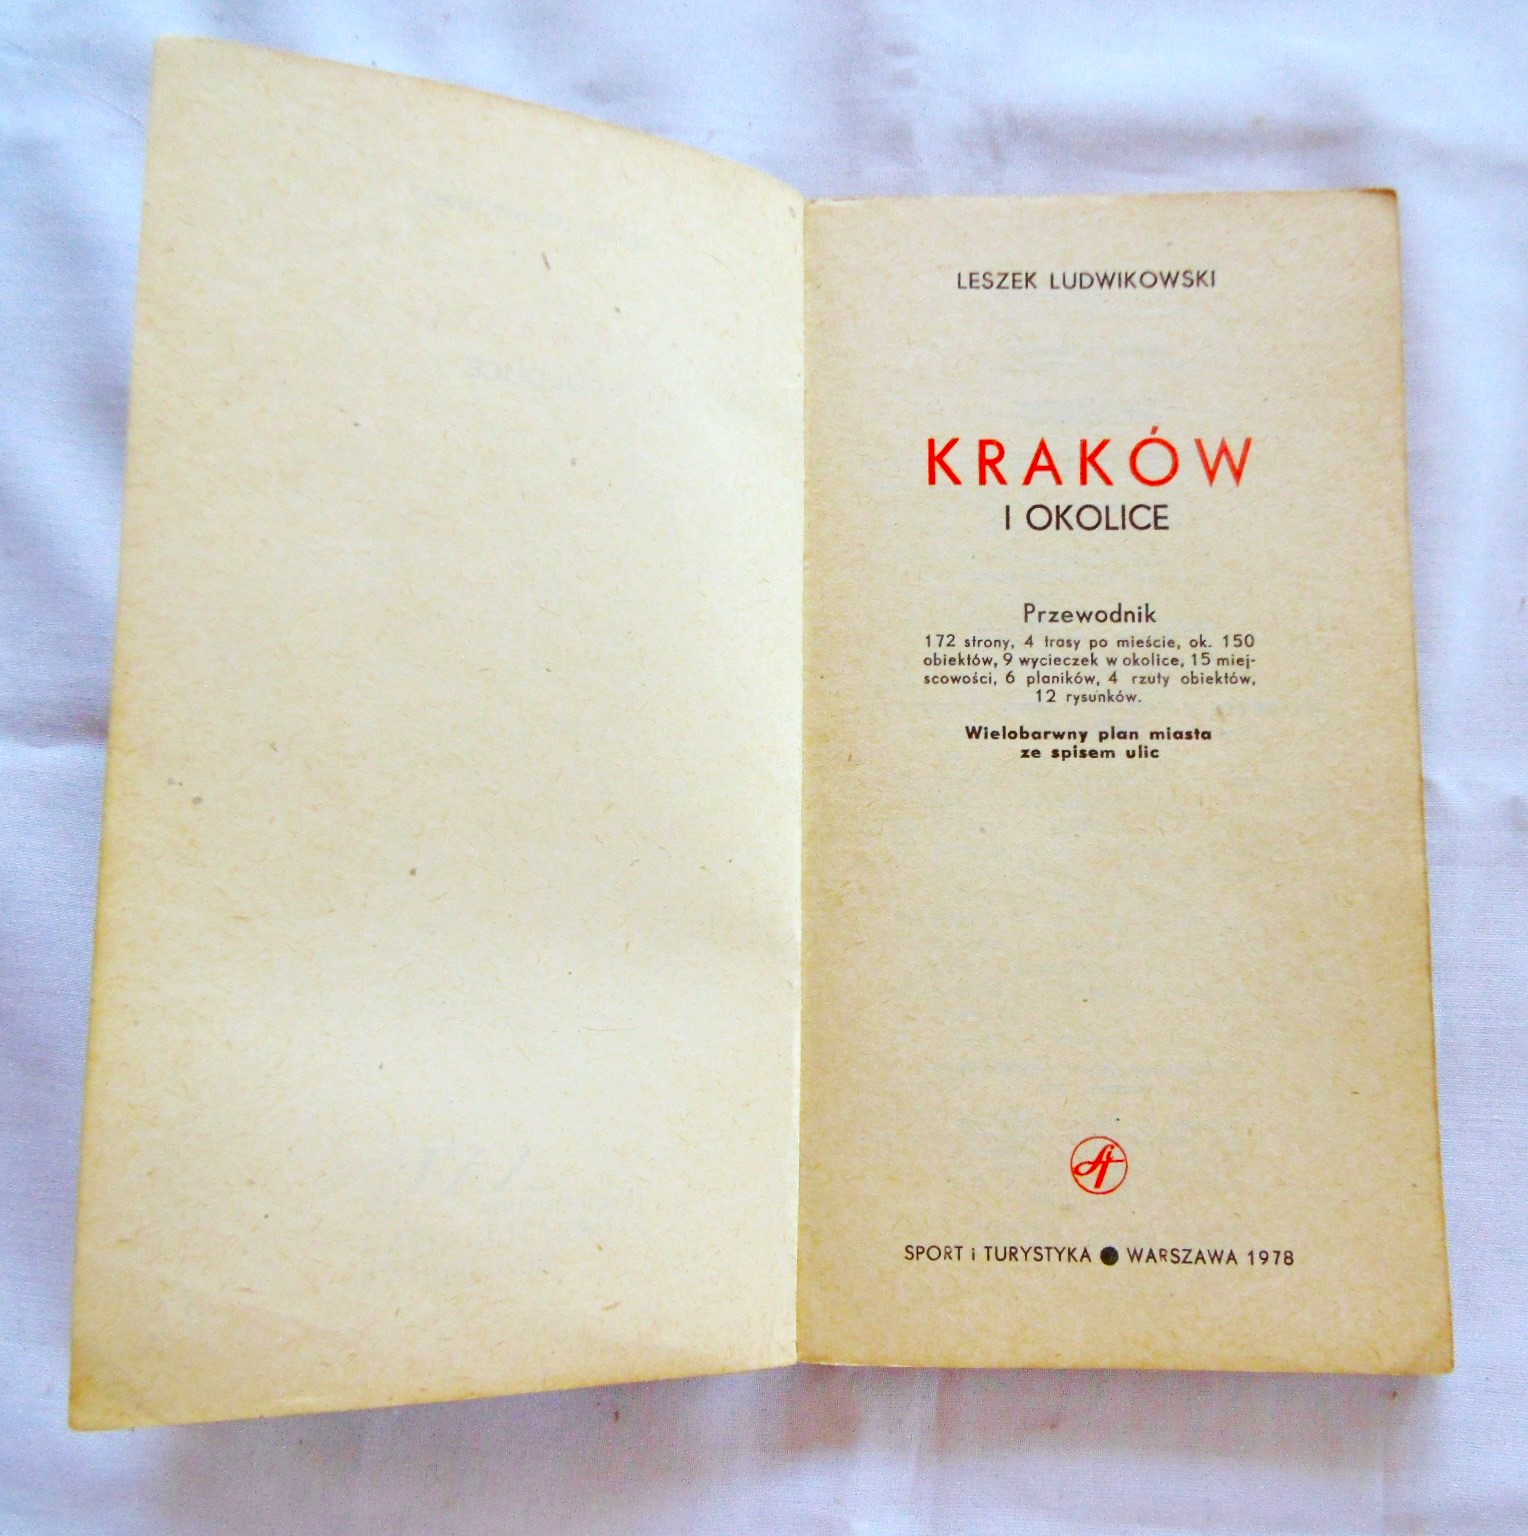 LESZEK LUDWIKOWSKI
KRAKÓW
I OKOLICE
Przewodnik
172 strony, 4 trasy po mieście, ok. 150
obiektów, 9 wycieczek w okolice, 15 miej-
scowości, 6 planików, 4 rzuty obiektów,
12 rysunków.
Wielobarwny plan miasta
ze spisem ulic
SPORT i TURYSTYKA ● WARSZAWA 1978